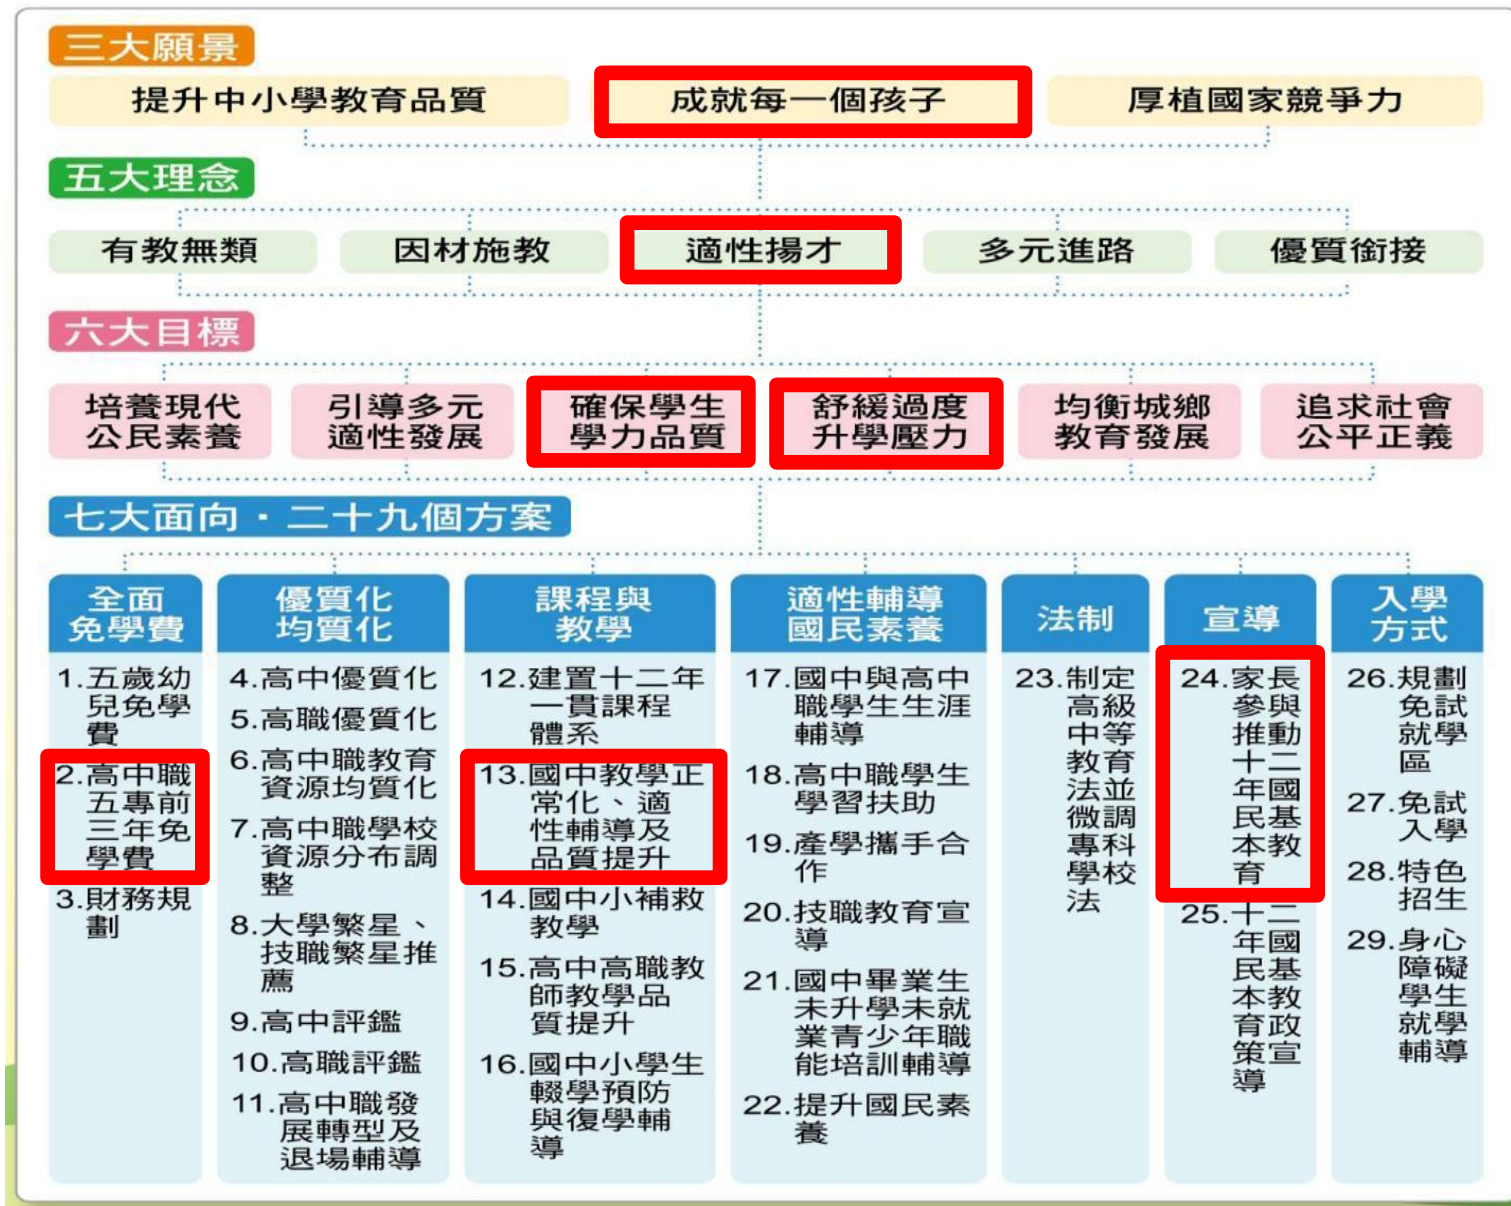 三大願景
提升中小學教育品質
成就每一個孩子
厚植國家競爭力
五大理念
有教無類
因材施教
適性揚才
多元進路
優質銜接
六大目標
培養現代
公民素養
引導多元
適性發展
確保學生
學力品質
舒緩過度
升學壓力
均衡城鄉
教育發展
追求社會
公平正義
七大面向・二十九個方案
全面
免學費
1.五歲幼
兒免學
費
2.高中職
五專前
三年免
學費
3.財務規
劃
優質化
均質化
4.高中優質化
5.高職優質化
6.高中職教育
資源均質化
7.高中職學校
資源分布調
整
8.大學繁星、
技職繁星推
薦
9.高中評鑑
10.高職評鑑
11.高中職發
展轉型及
退場輔導
課程與
教學
12.建置十二年
一貫課程
體系
13.國中教學正
常化、適
性輔導及
品質提升
14.國中小補救
教學
15.高中高職教
師教學品
質提升
16.國中小學生
輟學預防
與復學輔
導
適性輔導
國民素養
17.國中與高中
職學生生涯
輔導
18.高中職學生
學習扶助
19.產學攜手合
作
20.技職教育宣
導
21.國中畢業生
未升學未就
業青少年職
能培訓輔導
22.提升國民素
養
法制
23.制定
高級
中等
教育
法並
微調
專科
學校
法
宣導
24.家長
參與
推動
十二
年國
民基
本教
育
25.十二
年國
民基
本教
育政
策宣
導
入學
方式
26.規劃
免試
就學
區
27.免試
入學
28.特色
招生
29.身心
障礙
學生
就學
輔導